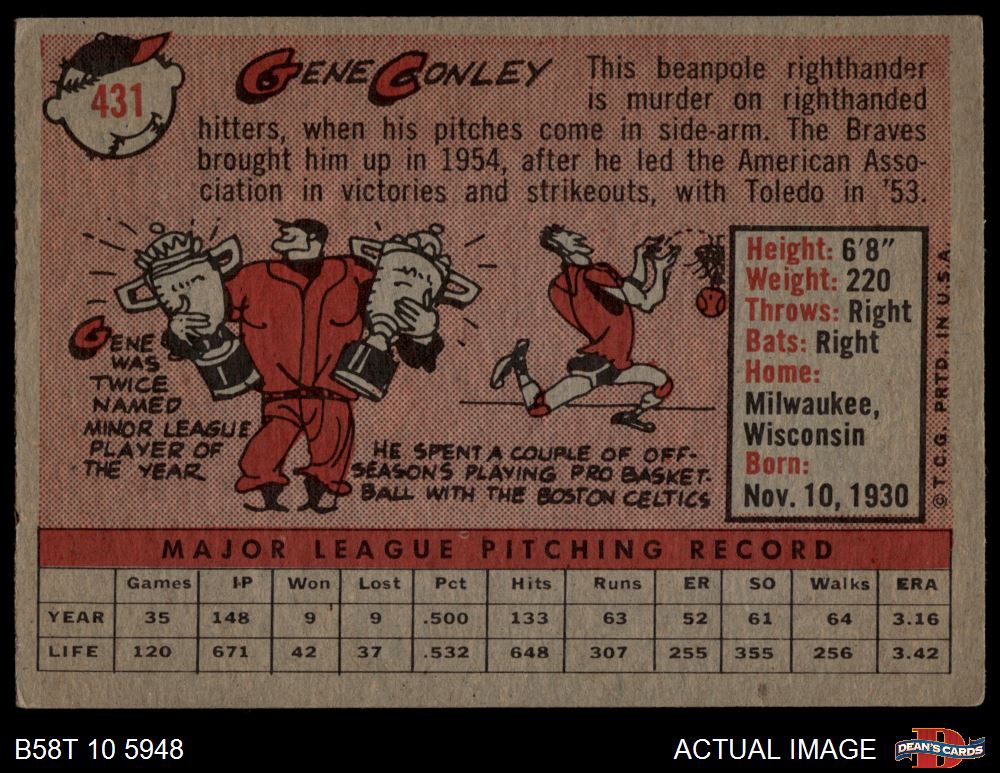 431
GENE CONLEY
This beanpole righthander
is murder on righthanded
hitters, when his pitches come in side-arm. The Braves
brought him up in 1954, after he led the American Asso-
ciation in victories and strikeouts, with Toledo in '53.
GENE
WAS
TWICE
NAMED
MINOR LEAGUE
PLAYER OF
THE YEAR
HE SPENT A COUPLE OF OFF-
SEASONS PLAYING PRO BASKET-
BALL WITH THE BOSTON CELTICS
Height: 6'8"
Weight: 220
Throws: Right
Bats: Right
Home:
Milwaukee,
Wisconsin
Born:
Nov. 10, 1930
© T.C.G. PRTD. IN U.S.A.
MAJOR LEAGUE PITCHING RECORD
Games IP Won Lost Pct Hits Runs ER SO Walks ERA
YEAR 35 148 9 9 .500 133 63 52 61 64 3.16
LIFE 120 671 42 37 .532 648 307 255 355 256 3.42
B58T 10 5948
ACTUAL IMAGE
D
DEAN'S CARDS